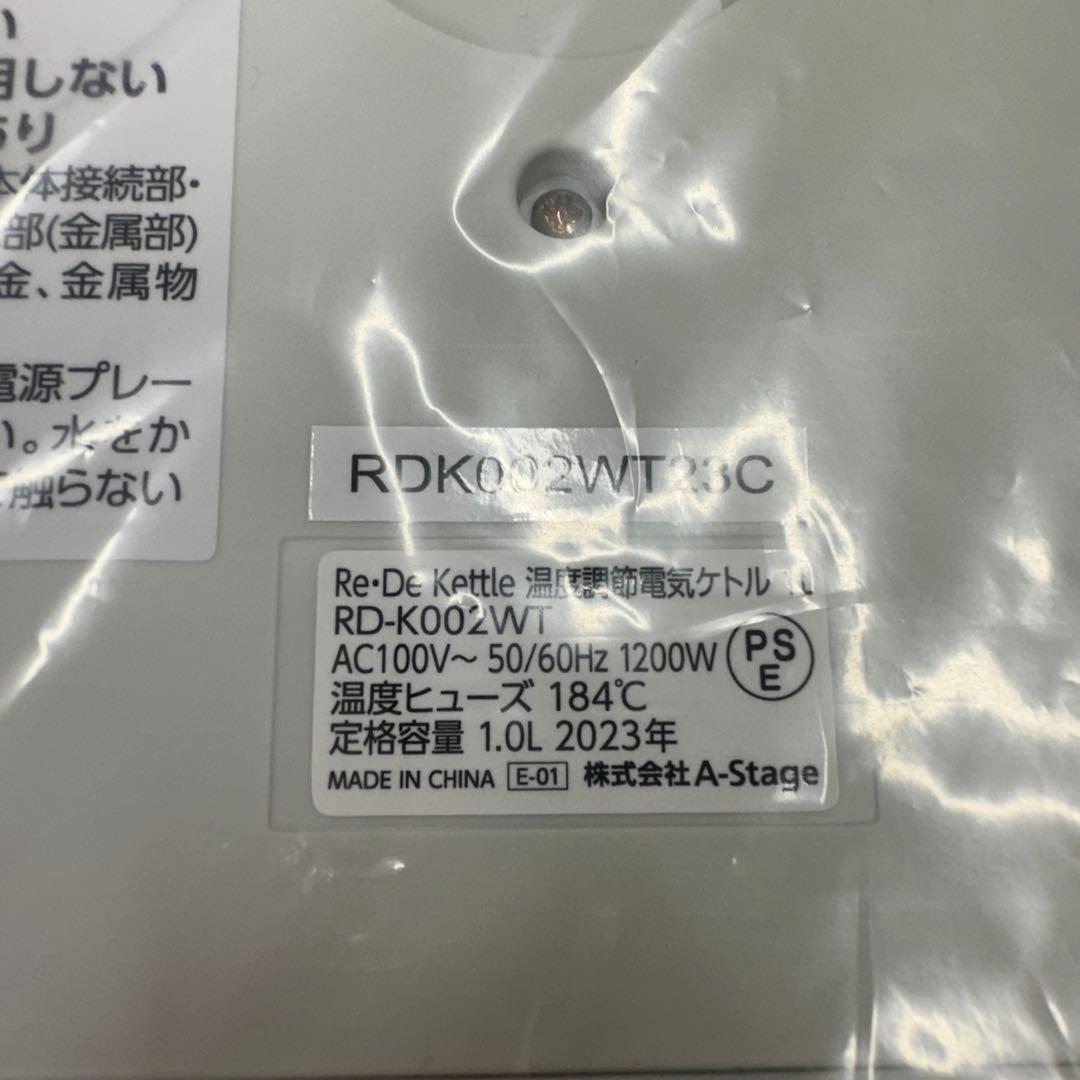 い
用しない
あり
本体接続部・
部(金属部)
金、金属物
電源プレー
い。水をか
触らない
RDK002WT23C
Re・De Kettle 温度調節電気ケトル 1L
RD-K002WT
AC100V～ 50/60Hz 1200W
PSE
温度ヒューズ 184℃
定格容量 1.0L 2023年
MADE IN CHINA E-01 株式会社A-Stage